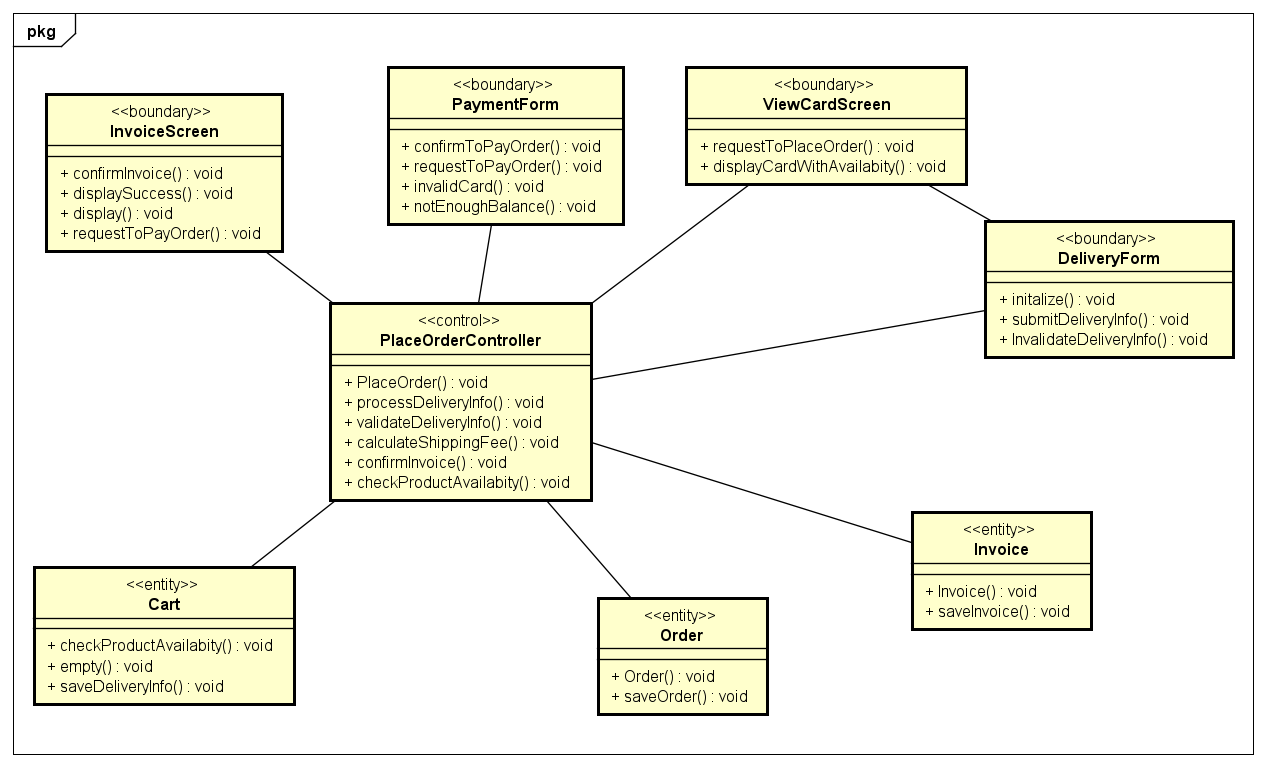 pkg
<<boundary>>
InvoiceScreen
+ confirmInvoice() : void
+ displaySuccess() : void
+ display() : void
+ requestToPayOrder() : void
<<boundary>>
PaymentForm
+ confirmToPayOrder() : void
+ requestToPayOrder() : void
+ invalidCard() : void
+ notEnoughBalance() : void
<<boundary>>
ViewCardScreen
+ requestToPlaceOrder() : void
+ displayCardWithAvailabity() : void
<<boundary>>
DeliveryForm
+ initalize() : void
+ submitDeliveryInfo() : void
+ InvalidateDeliveryInfo() : void
<<control>>
PlaceOrderController
+ PlaceOrder() : void
+ processDeliveryInfo() : void
+ validateDeliveryInfo() : void
+ calculateShippingFee() : void
+ confirmInvoice() : void
+ checkProductAvailabity() : void
<<entity>>
Cart
+ checkProductAvailabity() : void
+ empty() : void
+ saveDeliveryInfo() : void
<<entity>>
Order
+ Order() : void
+ saveOrder() : void
<<entity>>
Invoice
+ Invoice() : void
+ saveInvoice() : void